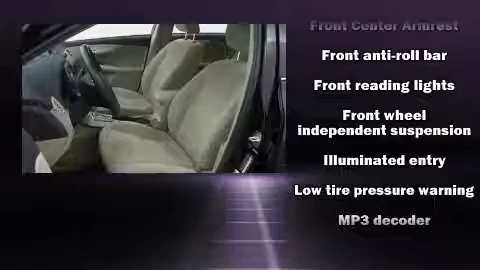 Front Center Armrest
Front anti-roll bar
Front reading lights
Front wheel
independent suspension
Illuminated entry
Low tire pressure warning
MP3 decoder